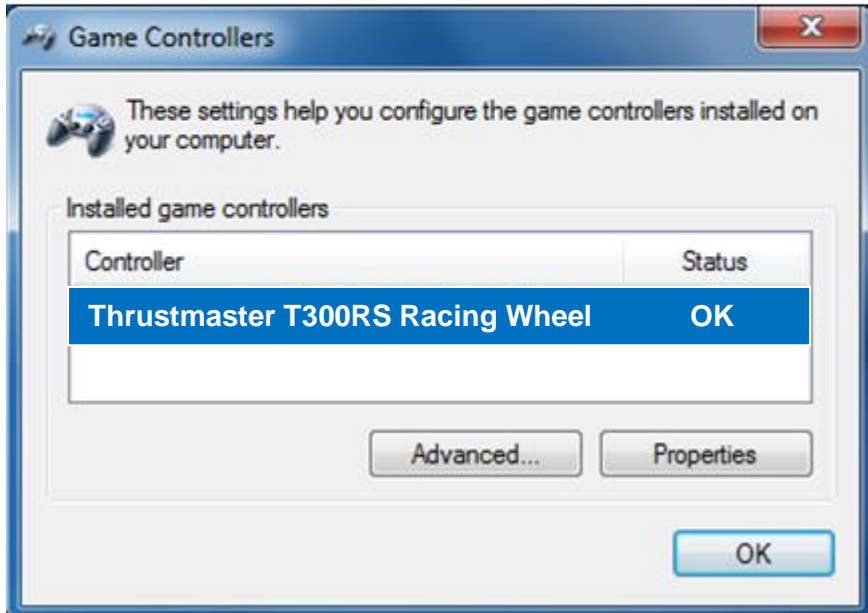 Game Controllers
These settings help you configure the game controllers installed on
your computer.
Installed game controllers
Controller Status
Thrustmaster T300RS Racing Wheel OK
Advanced... Properties
OK